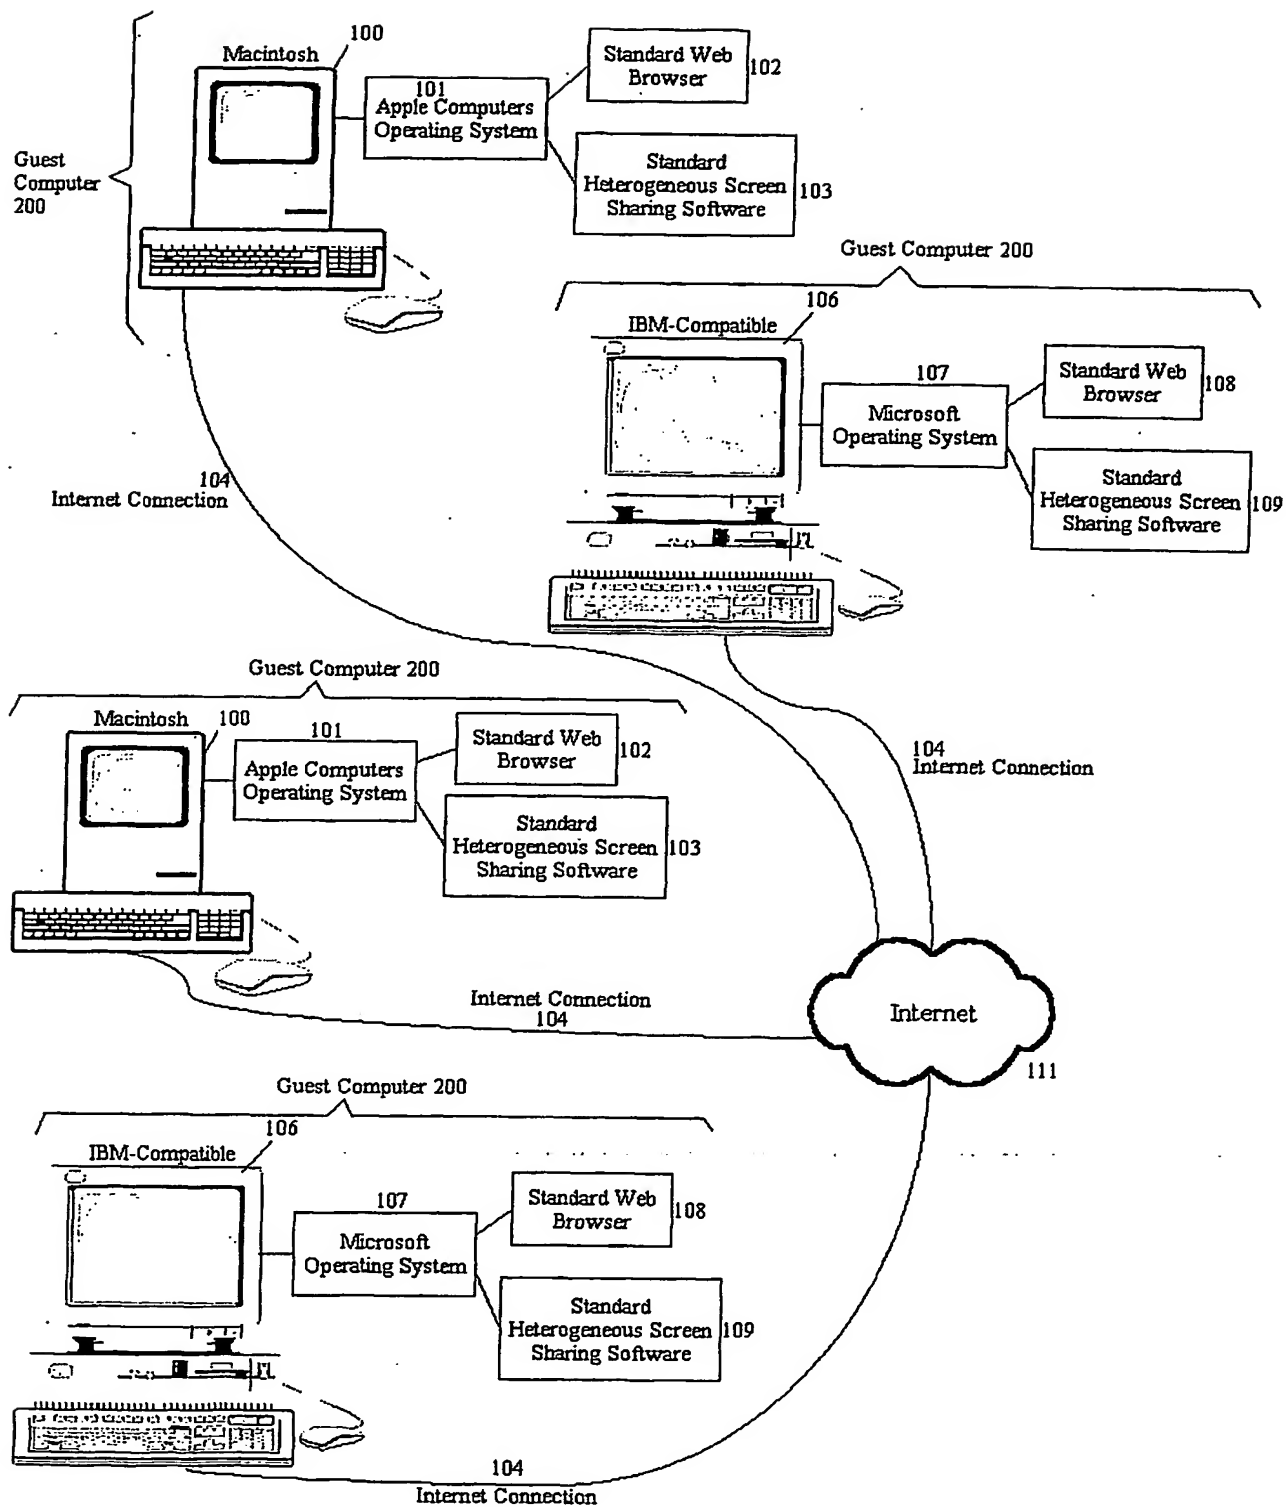 100
Macintosh
Standard Web
Browser
102
101
Apple Computers
Operating System
Standard
Heterogeneous Screen
Sharing Software
103
Guest
Computer
200
Guest Computer 200
106
IBM-Compatible
107
Microsoft
Operating System
Standard Web
Browser
108
Standard
Heterogeneous Screen
Sharing Software
109
104
Internet Connection
Guest Computer 200
Macintosh
100
101
Apple Computers
Operating System
Standard Web
Browser
102
Standard
Heterogeneous Screen
Sharing Software
103
104
Internet Connection
Internet Connection
104
Internet
111
Guest Computer 200
106
IBM-Compatible
107
Microsoft
Operating System
Standard Web
Browser
108
Standard
Heterogeneous Screen
Sharing Software
109
104
Internet Connection